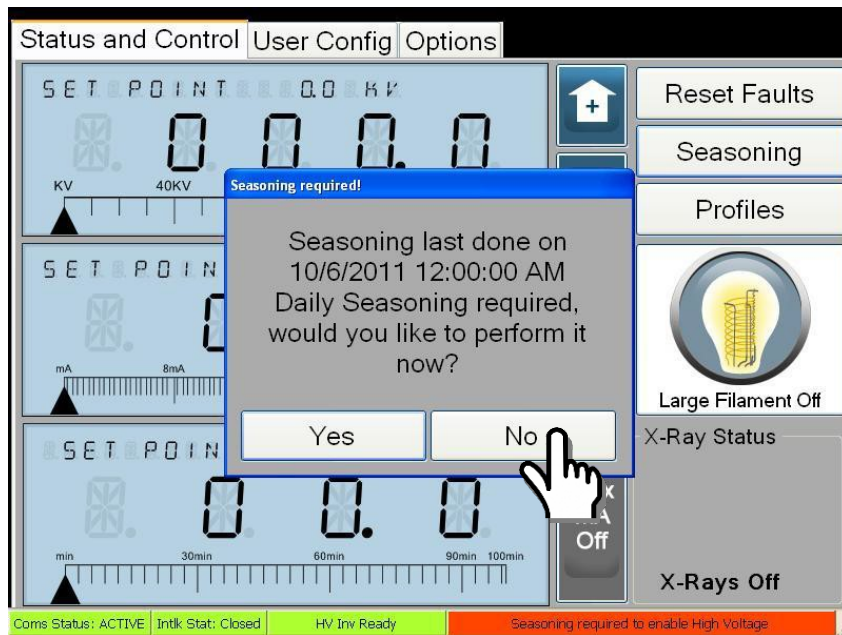 Status and Control User Config Options
SET POINT 0.0 KV
0 0 0.0
KV 40KV
Reset Faults
Seasoning
Profiles
Seasoning required!
Seasoning last done on
10/6/2011 12:00:00 AM
Daily Seasoning required,
would you like to perform it
now?
Yes No
SET POIN
0
mA 8mA
Large Filament Off
SET POIN
0 0.0
min 30min 60min 90min 100min
x
mA
Off
X-Ray Status
X-Rays Off
Coms Status: ACTIVE Intlk Stat: Closed HV Inv Ready Seasoning required to enable High Voltage